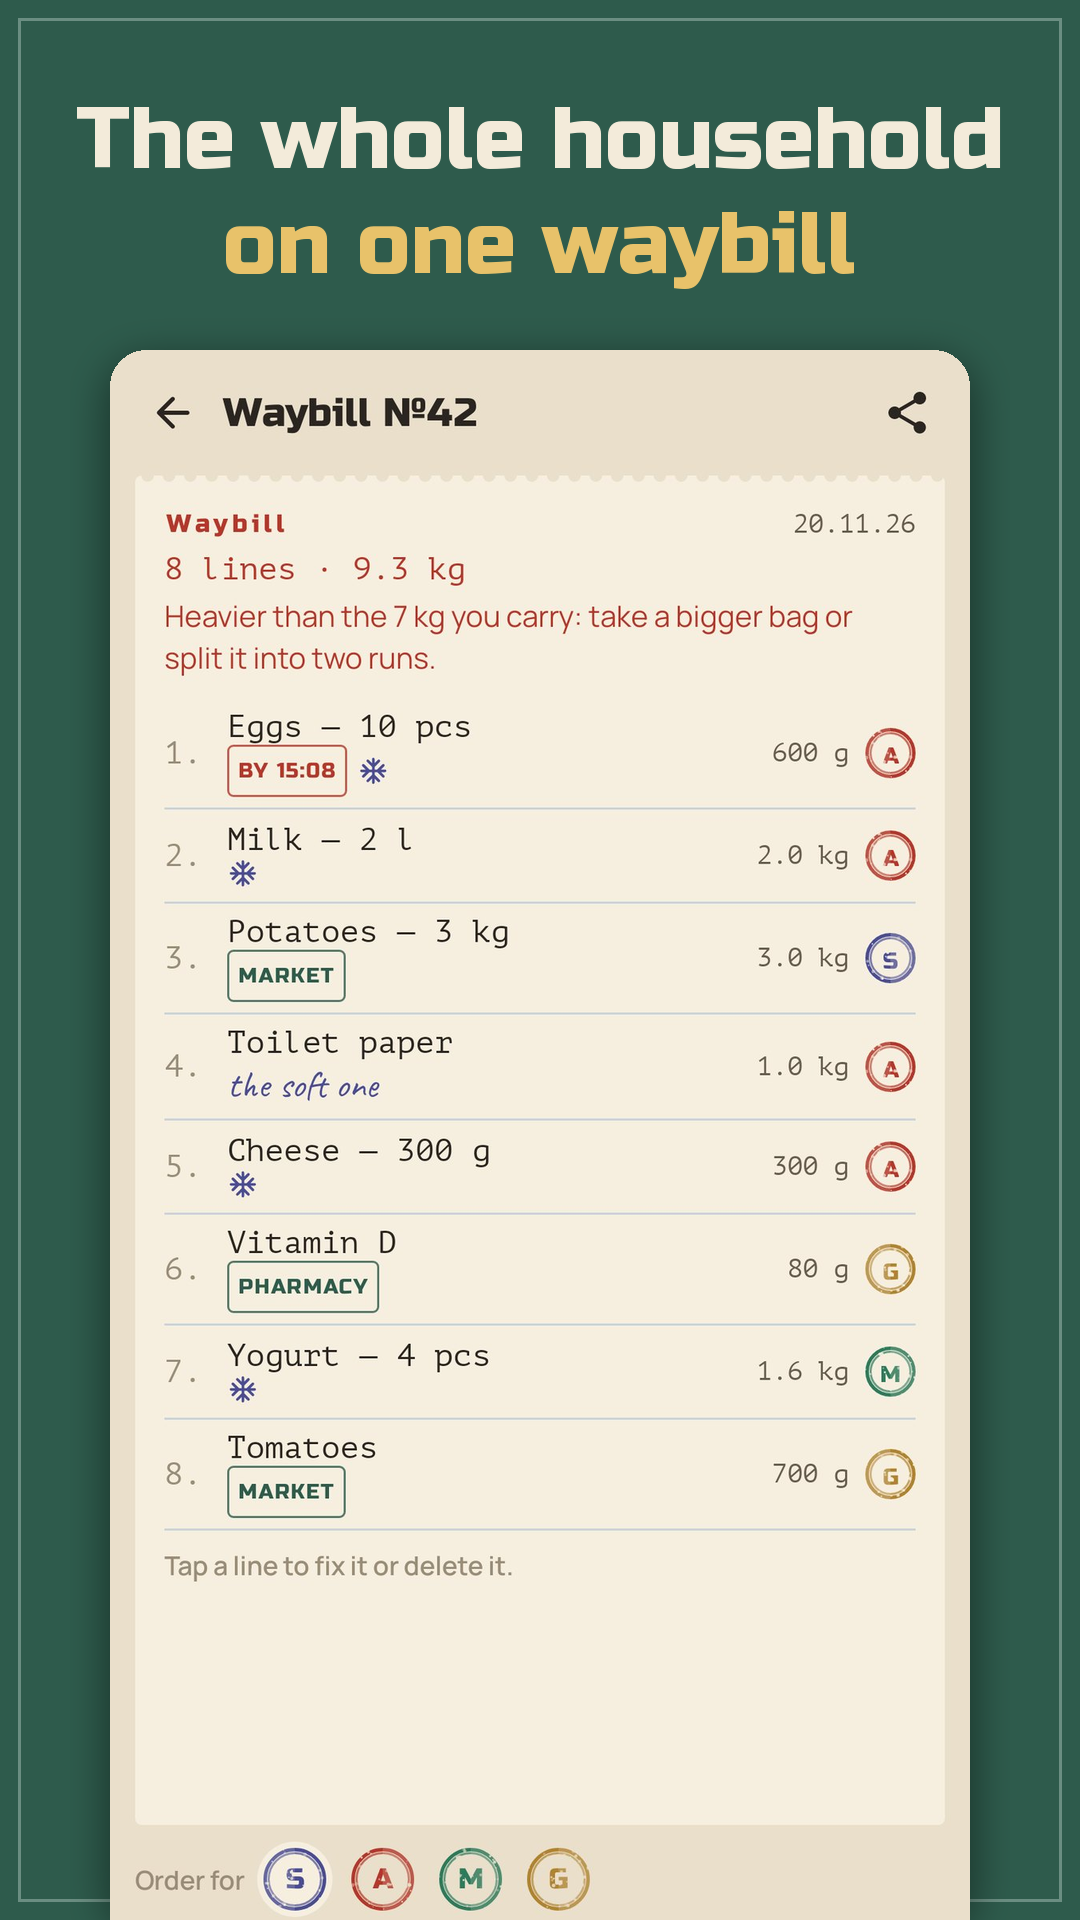 The whole household
on one waybill
Waybill №42
Waybill 20.11.26
8 lines · 9.3 kg
Heavier than the 7 kg you carry: take a bigger bag or
split it into two runs.
1. Eggs — 10 pcs 600 g A
BY 15:08
2. Milk — 2 l 2.0 kg A
3. Potatoes — 3 kg 3.0 kg S
MARKET
4. Toilet paper 1.0 kg A
the soft one
5. Cheese — 300 g 300 g A
6. Vitamin D 80 g G
PHARMACY
7. Yogurt — 4 pcs 1.6 kg M
8. Tomatoes 700 g G
MARKET
Tap a line to fix it or delete it.
Order for S A M G